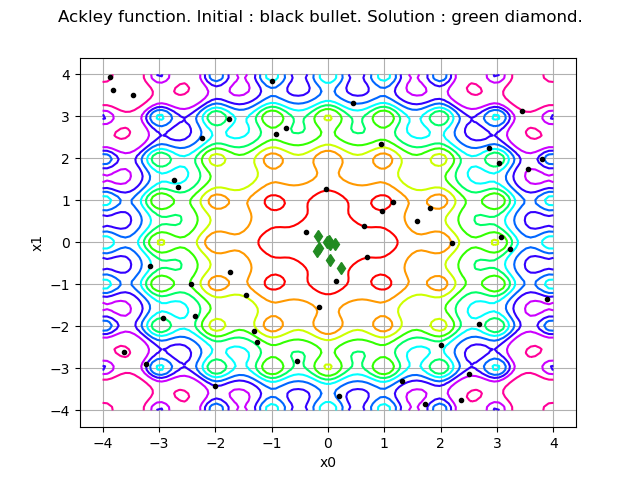 Ackley function. Initial : black bullet. Solution : green diamond.
4
3
2
1
0
−1
−2
−3
−4
x1
−4 −3 −2 −1 0 1 2 3 4
x0